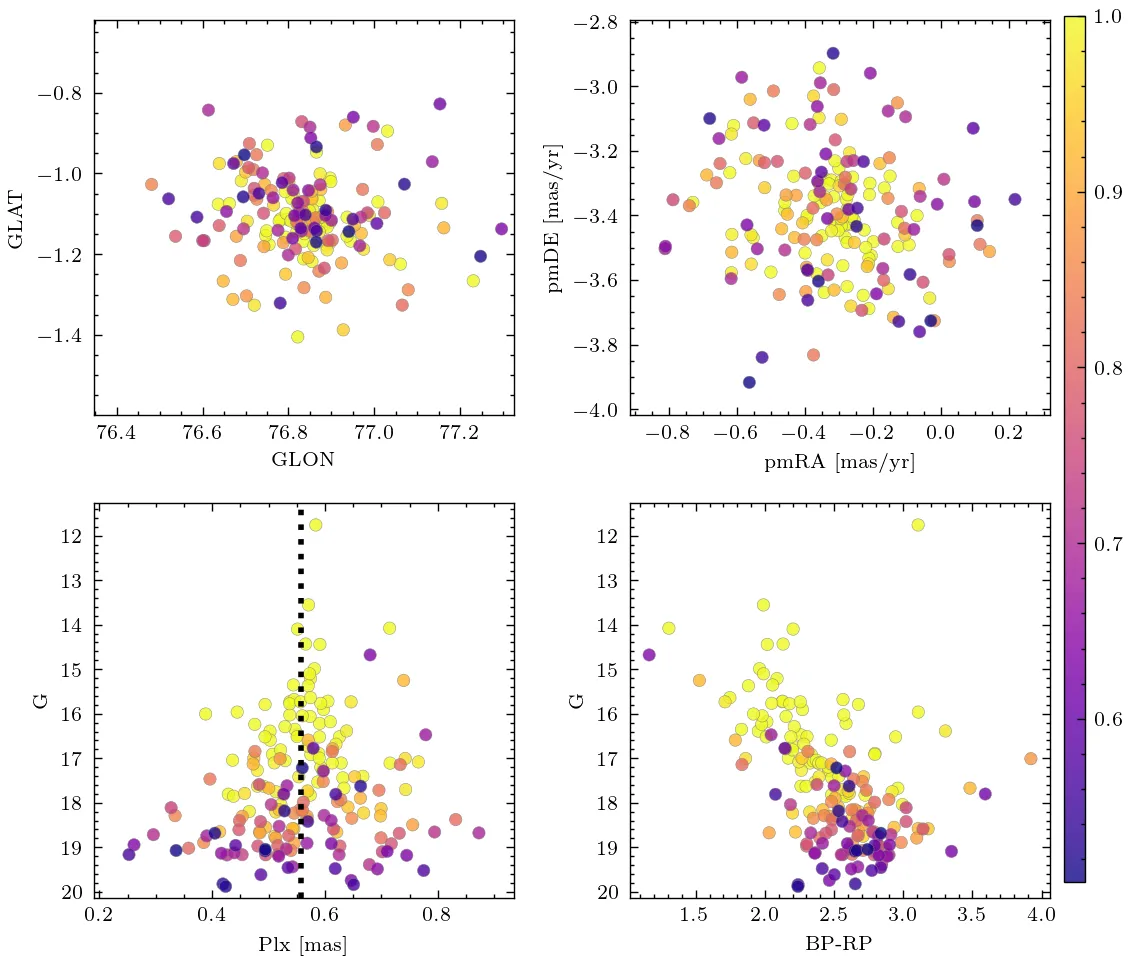 −0.8
−1.0
−1.2
−1.4
GLAT
76.4 76.6 76.8 77.0 77.2
GLON
−2.8
−3.0
−3.2
−3.4
−3.6
−3.8
−4.0
pmDE [mas/yr]
−0.8 −0.6 −0.4 −0.2 0.0 0.2
pmRA [mas/yr]
1.0
0.9
0.8
0.7
0.6
12
13
14
15
16
17
18
19
20
G
0.2 0.4 0.6 0.8
Plx [mas]
12
13
14
15
16
17
18
19
20
G
1.5 2.0 2.5 3.0 3.5 4.0
BP-RP